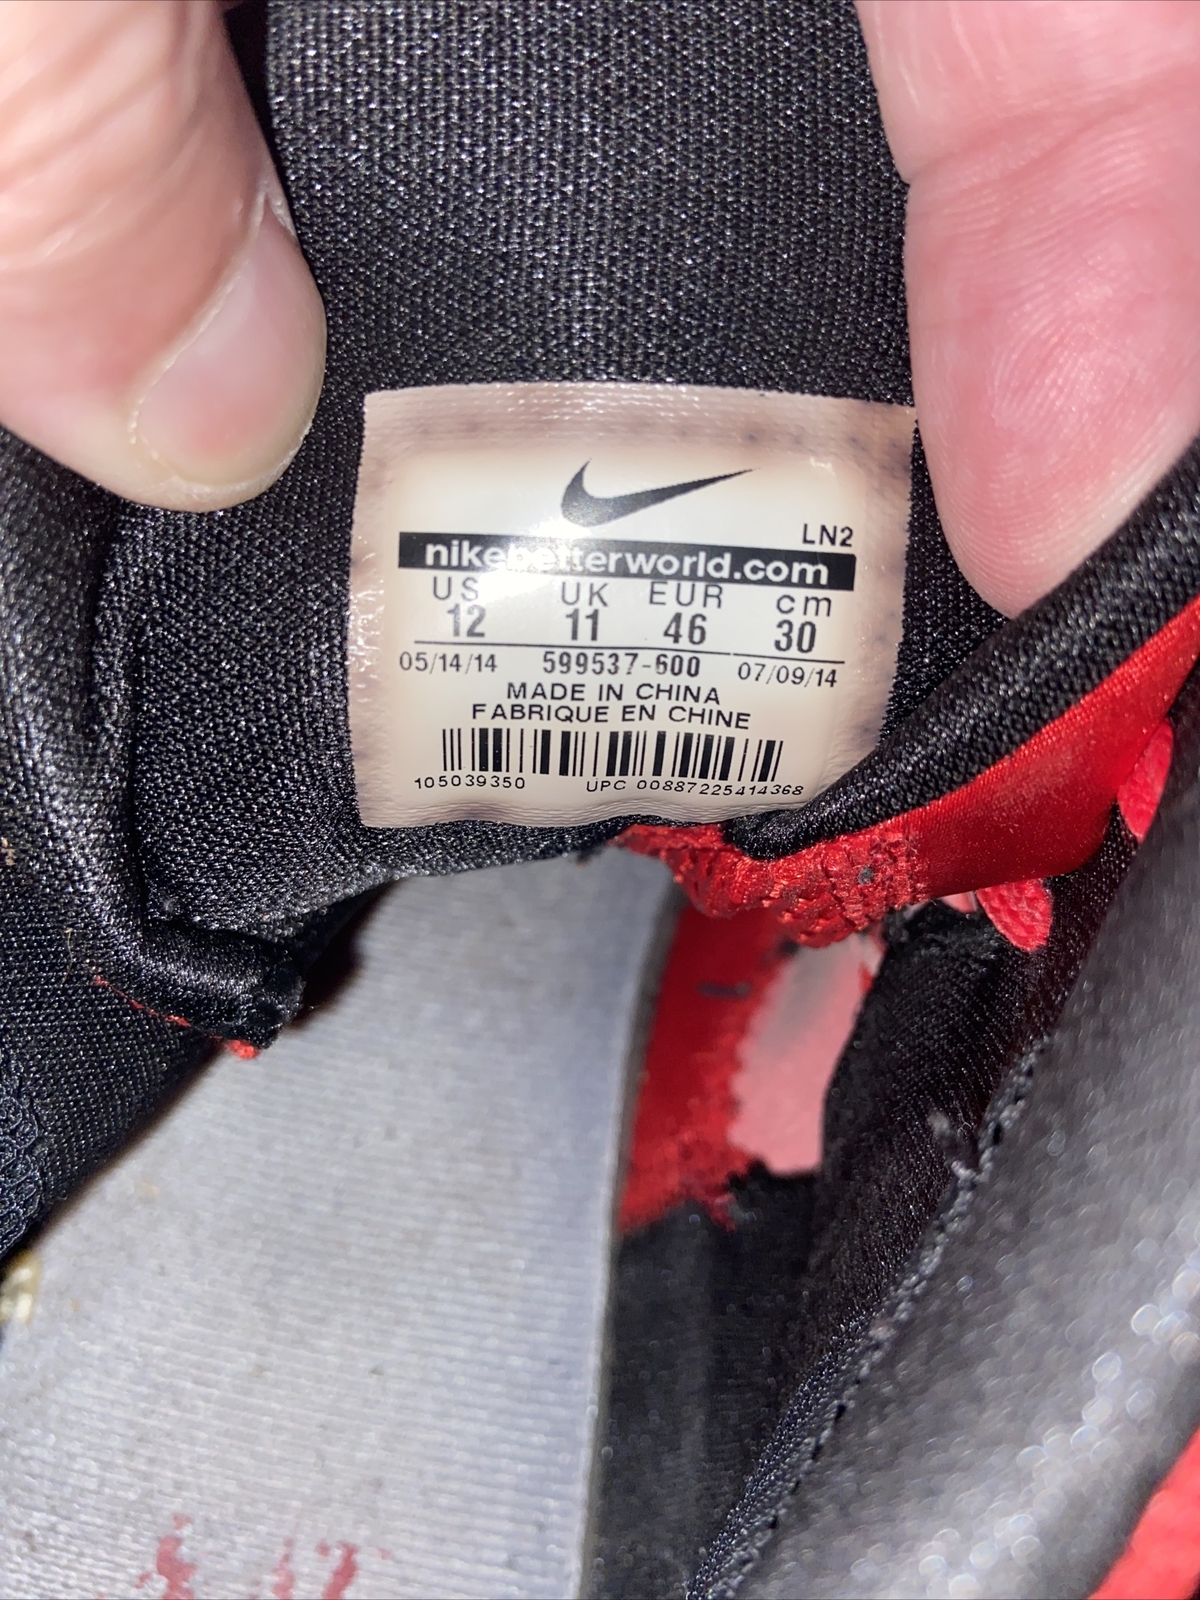 LN2
nikebetterworld.com
US UK EUR cm
12 11 46 30
05/14/14 599537-600 07/09/14
MADE IN CHINA
FABRIQUE EN CHINE
105039350 UPC 00887225414368